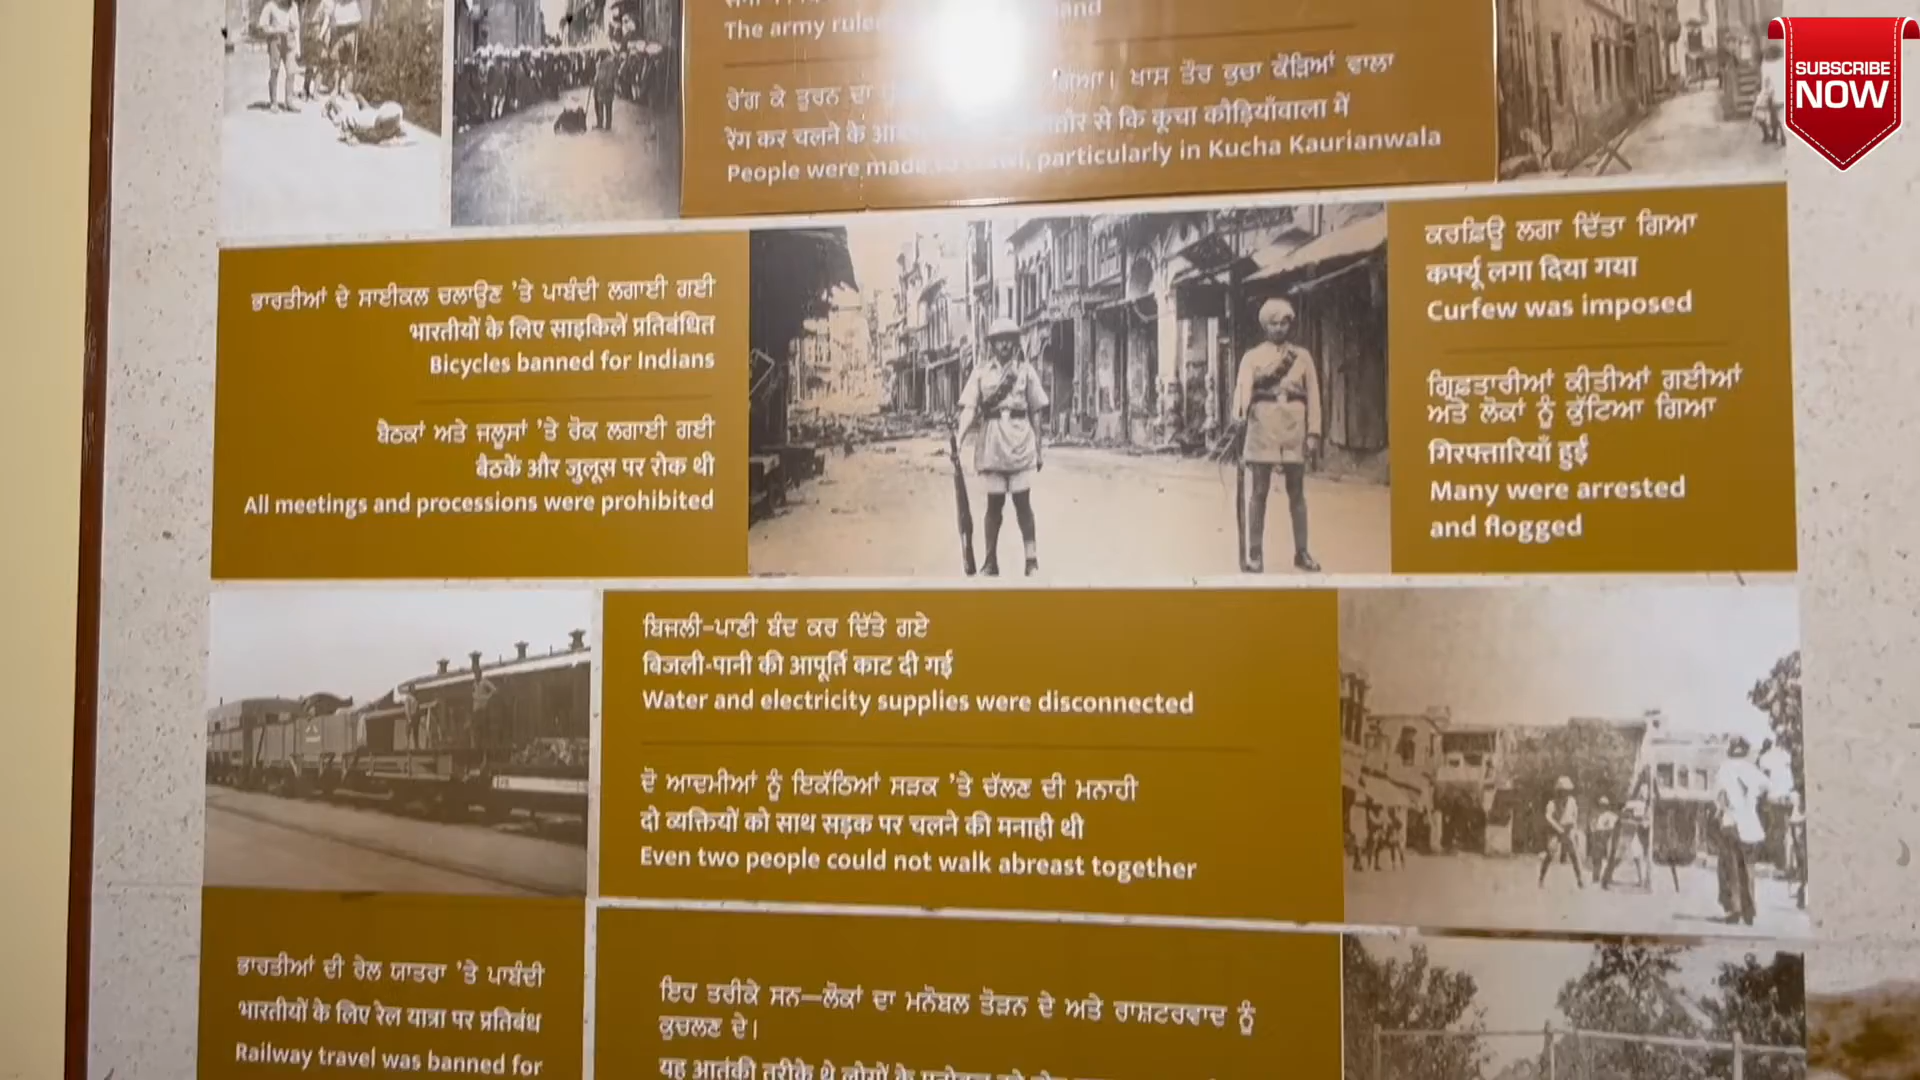 The army rule
ਰੇਂਗ ਕੇ ਤੁਰਨ ਦਾ ਗਿਆ। ਖਾਸ ਤੌਰ ਕੂਚਾ ਕੌੜਿਆਂ ਵਾਲਾ
रेंग कर चलने के तौर से कि कूचा कौड़ियाँवाला में
People were made to crawl, particularly in Kucha Kaurianwala
SUBSCRIBE
NOW
ਭਾਰਤੀਆਂ ਦੇ ਸਾਈਕਲ ਚਲਾਉਣ 'ਤੇ ਪਾਬੰਦੀ ਲਗਾਈ ਗਈ
भारतीयों के लिए साइकिलें प्रतिबंधित
Bicycles banned for Indians
ਬੈਠਕਾਂ ਅਤੇ ਜਲੂਸਾਂ 'ਤੇ ਰੋਕ ਲਗਾਈ ਗਈ
बैठकें और जुलूस पर रोक थी
All meetings and processions were prohibited
ਕਰਫ਼ਿਊ ਲਗਾ ਦਿੱਤਾ ਗਿਆ
कर्फ्यू लगा दिया गया
Curfew was imposed
ਗ੍ਰਿਫ਼ਤਾਰੀਆਂ ਕੀਤੀਆਂ ਗਈਆਂ
ਅਤੇ ਲੋਕਾਂ ਨੂੰ ਕੁੱਟਿਆ ਗਿਆ
गिरफ्तारियाँ हुईं
Many were arrested
and flogged
ਬਿਜਲੀ-ਪਾਣੀ ਬੰਦ ਕਰ ਦਿੱਤੇ ਗਏ
बिजली-पानी की आपूर्ति काट दी गई
Water and electricity supplies were disconnected
ਦੋ ਆਦਮੀਆਂ ਨੂੰ ਇਕੱਠਿਆਂ ਸੜਕ 'ਤੇ ਚੱਲਣ ਦੀ ਮਨਾਹੀ
दो व्यक्तियों को साथ सड़क पर चलने की मनाही थी
Even two people could not walk abreast together
ਭਾਰਤੀਆਂ ਦੀ ਰੇਲ ਯਾਤਰਾ 'ਤੇ ਪਾਬੰਦੀ
भारतीयों के लिए रेल यात्रा पर प्रतिबंध
Railway travel was banned for
ਇਹ ਤਰੀਕੇ ਸਨ—ਲੋਕਾਂ ਦਾ ਮਨੋਬਲ ਤੋੜਨ ਦੇ ਅਤੇ ਰਾਸ਼ਟਰਵਾਦ ਨੂੰ
ਕੁਚਲਣ ਦੇ।
यह आतंकी तरीके थे लोगों के